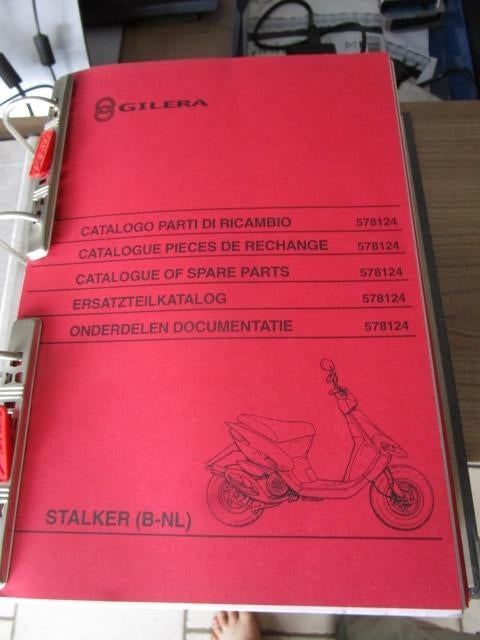 GILERA
CATALOGO PARTI DI RICAMBIO 578124
CATALOGUE PIECES DE RECHANGE 578124
CATALOGUE OF SPARE PARTS 578124
ERSATZTEILKATALOG 578124
ONDERDELEN DOCUMENTATIE 578124
STALKER (B-NL)